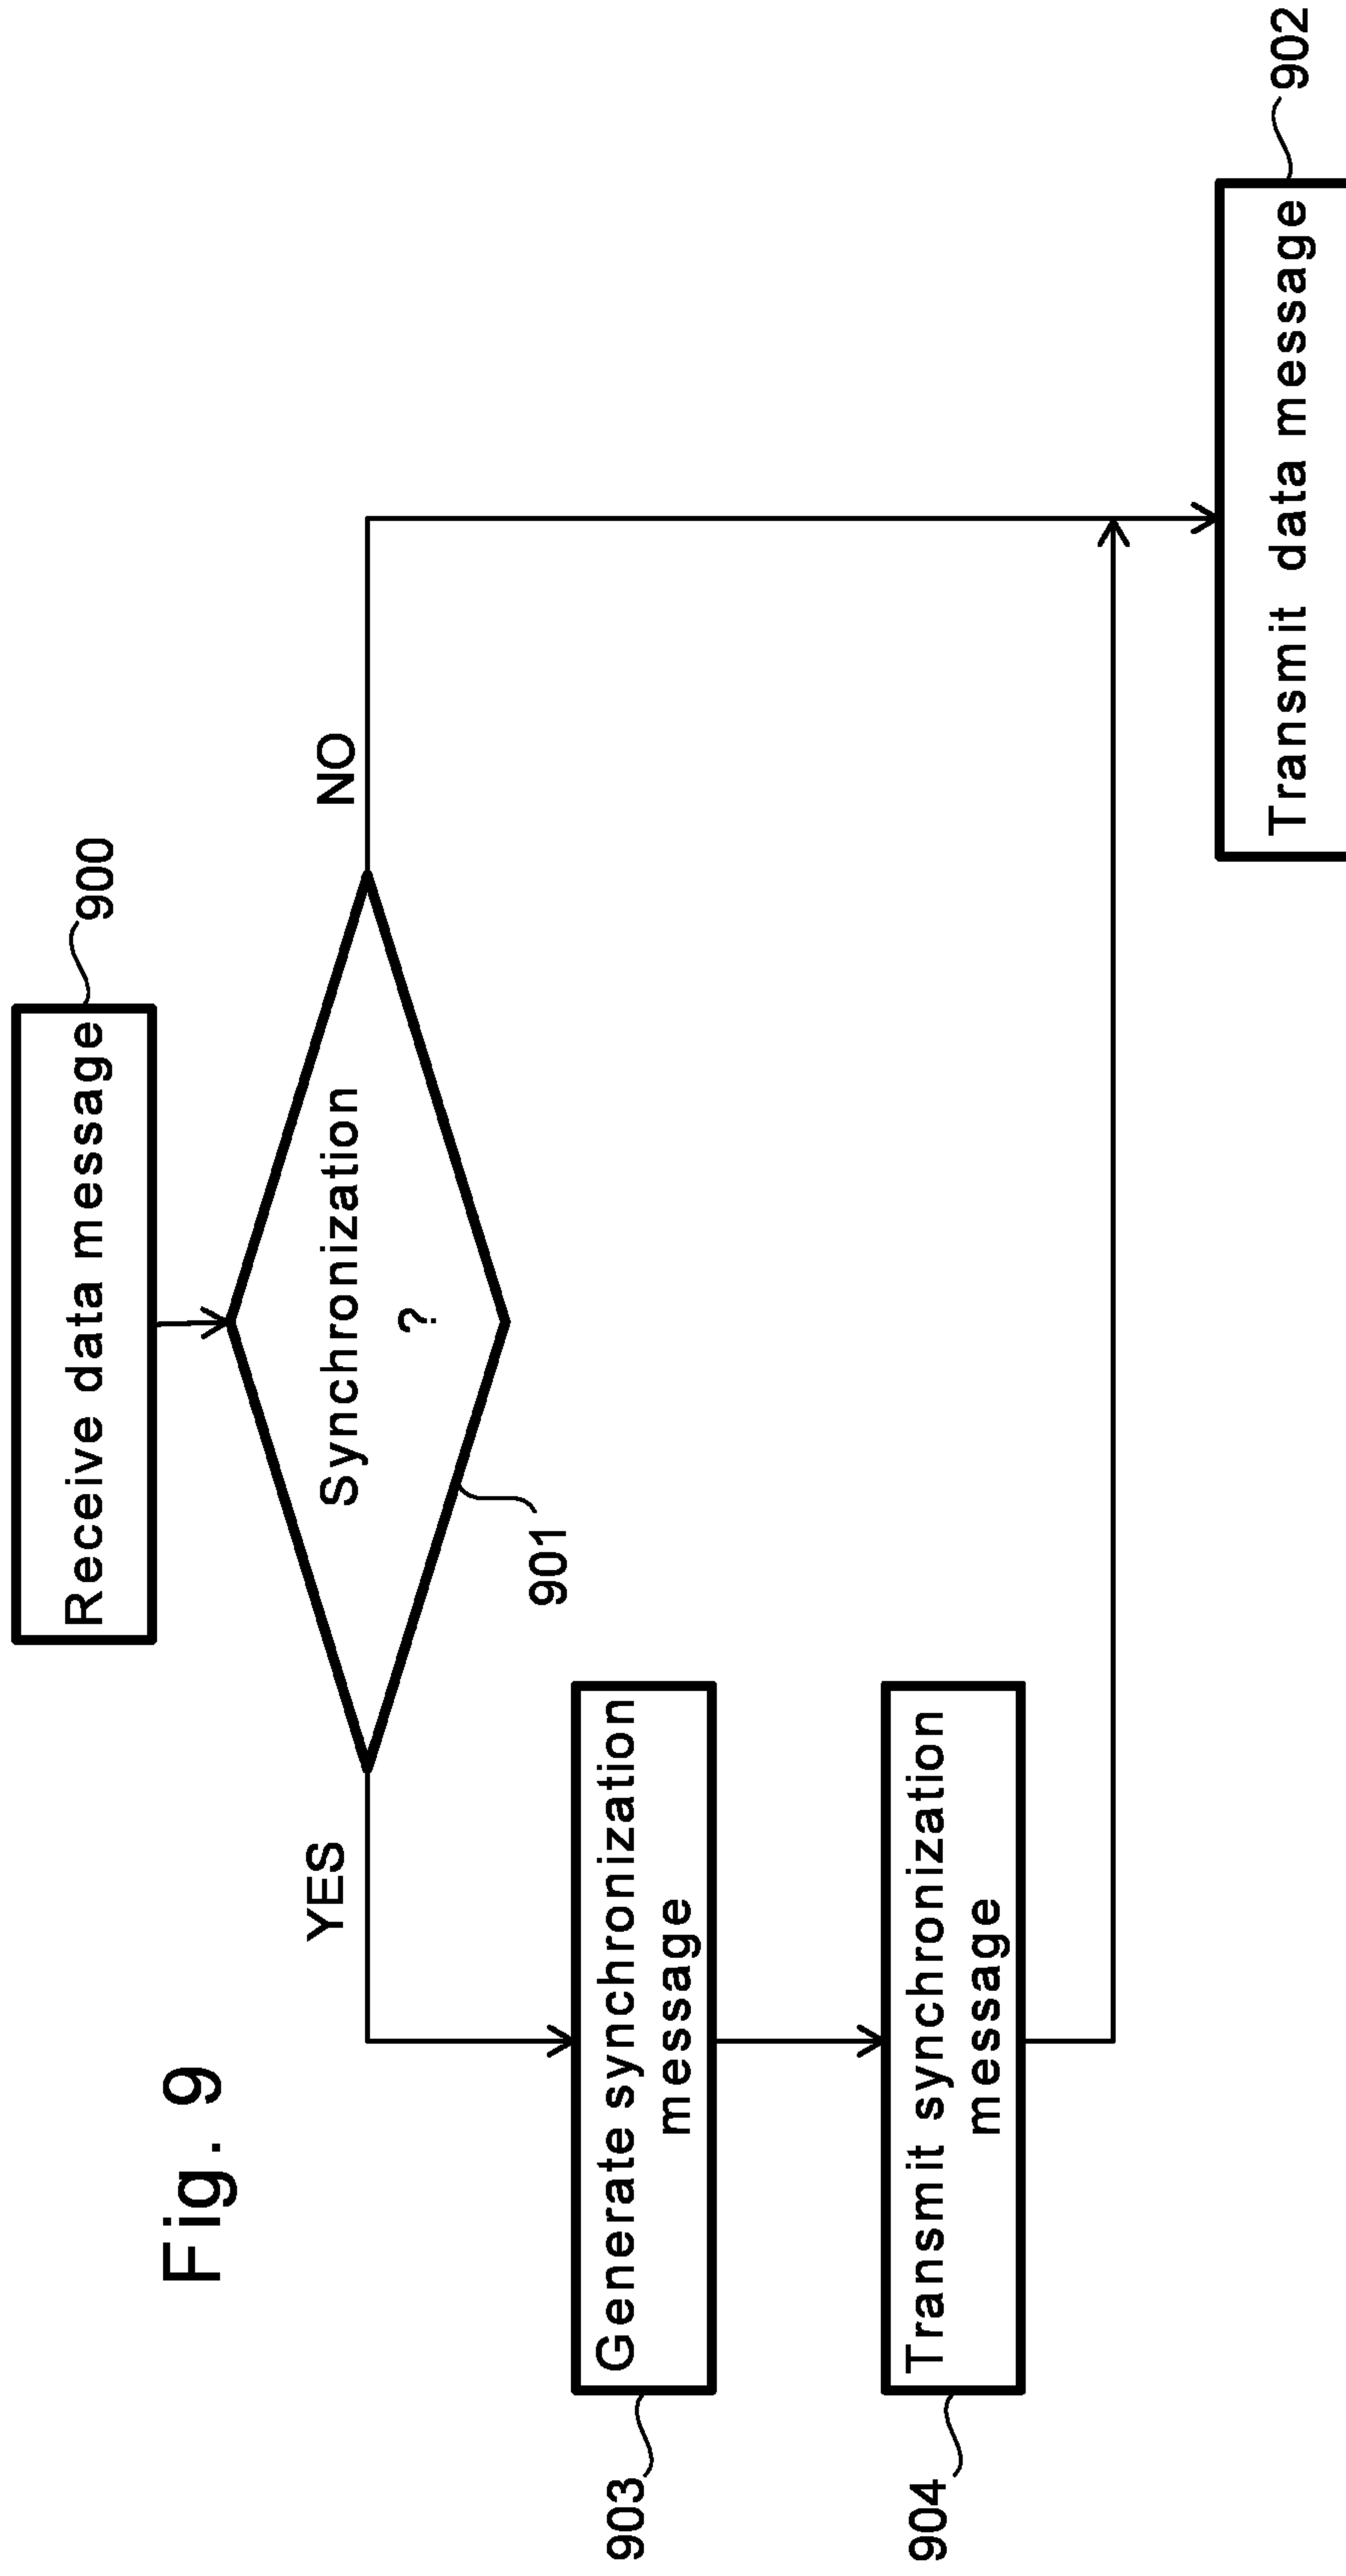 Fig. 9
Receive data message
900
Synchronization
?
901
YES
NO
Generate synchronization
message
903
Transmit synchronization
message
904
Transmit data message
902